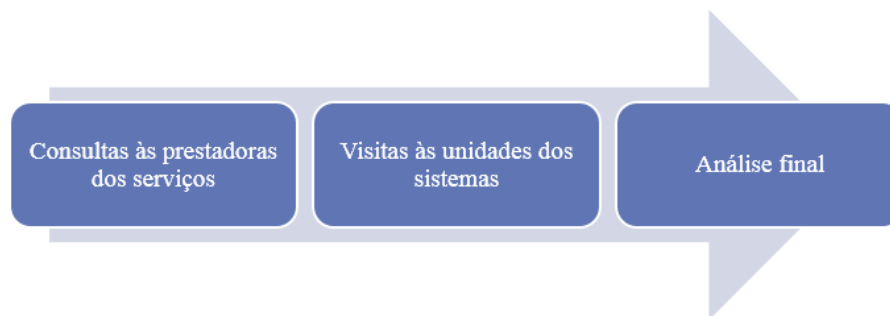 Consultas às prestadoras
dos serviços
Visitas às unidades dos
sistemas
Análise final